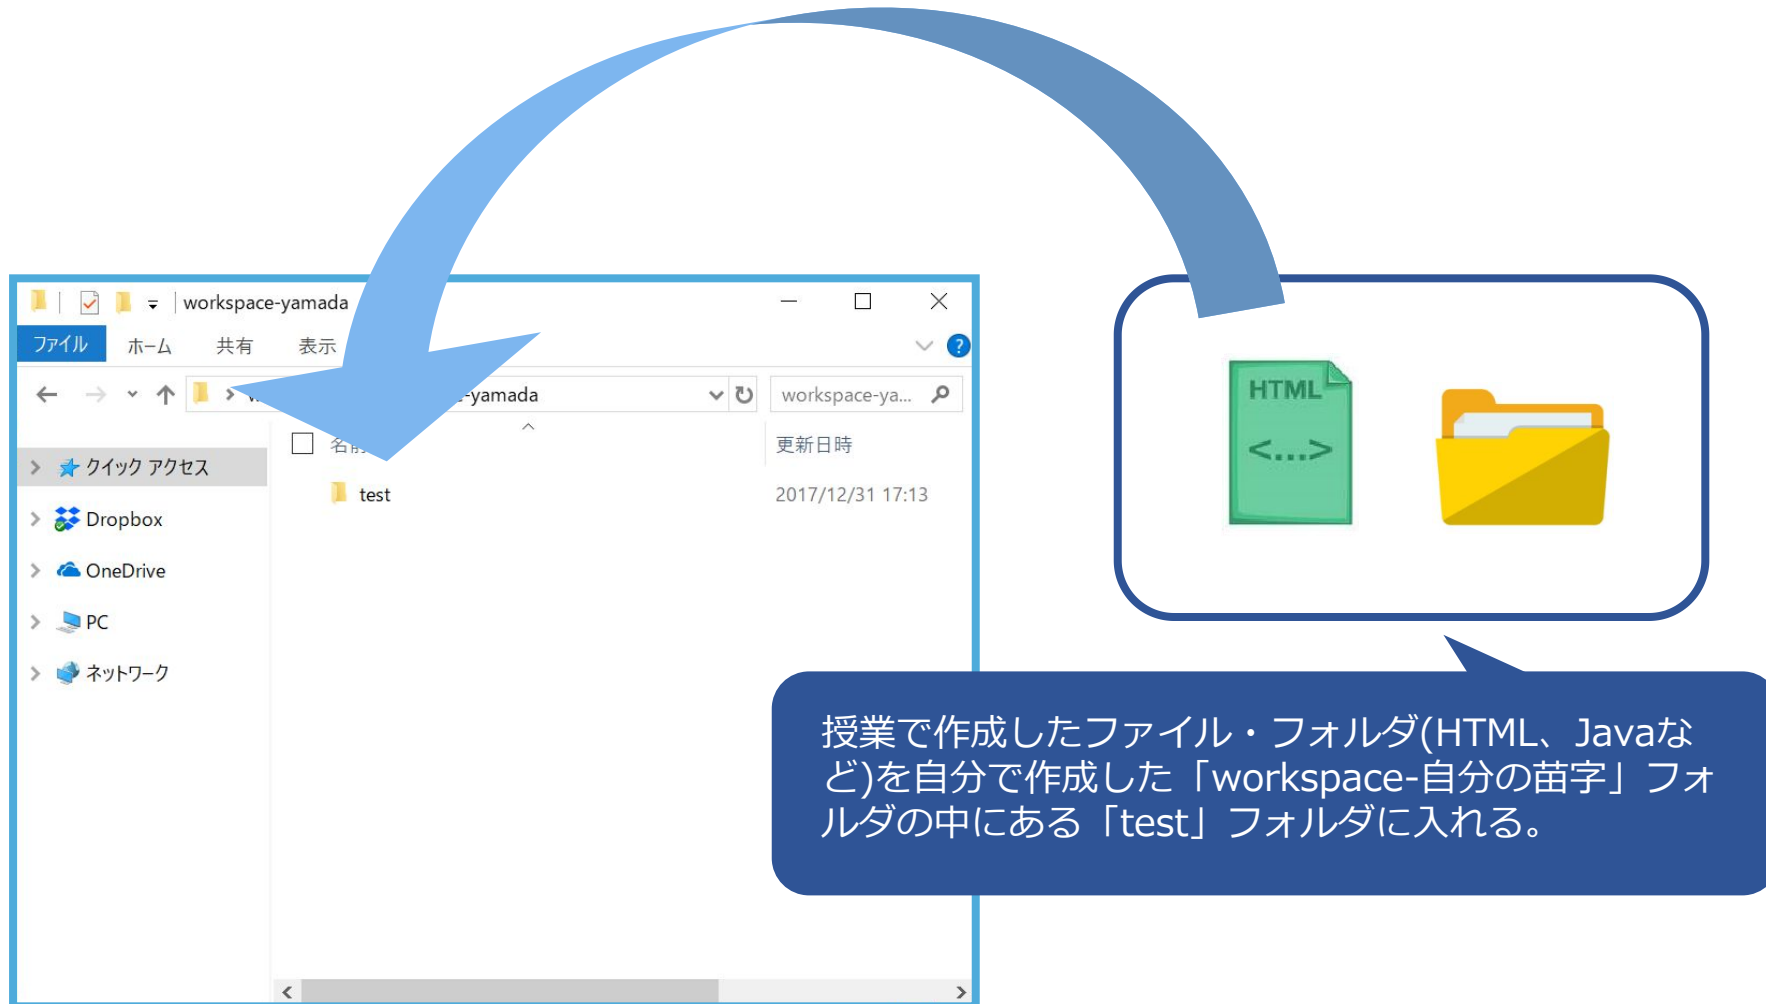 workspace-yamada
ファイル ホーム 共有 表示
-yamada workspace-ya...
更新日時
クイック アクセス
test 2017/12/31 17:13
Dropbox
OneDrive
PC
ネットワーク
HTML
<...>
授業で作成したファイル・フォルダ(HTML、Javaな
ど)を自分で作成した「workspace-自分の苗字」フォ
ルダの中にある「test」フォルダに入れる。